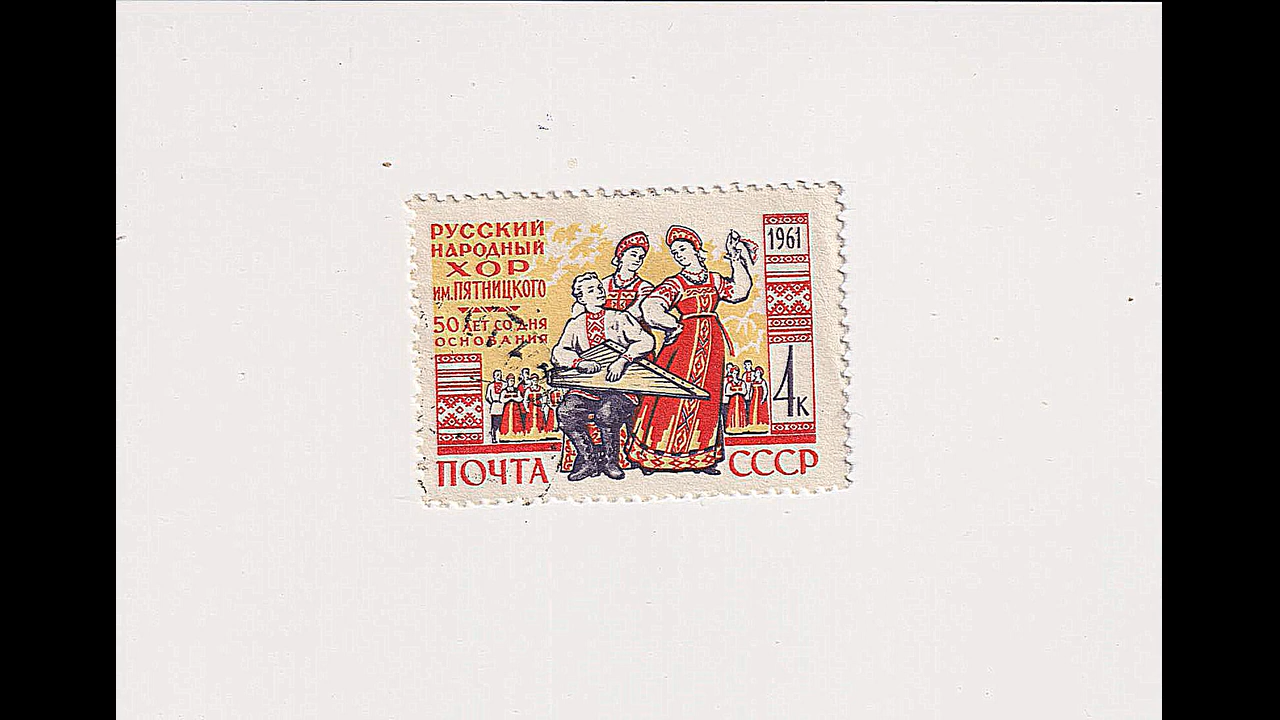 РУССКИЙ
НАРОДНЫЙ
ХОР
ИМ. ПЯТНИЦКОГО
50 ЛЕТ СО ДНЯ
ОСНОВАНИЯ
1961
4К
ПОЧТА СССР